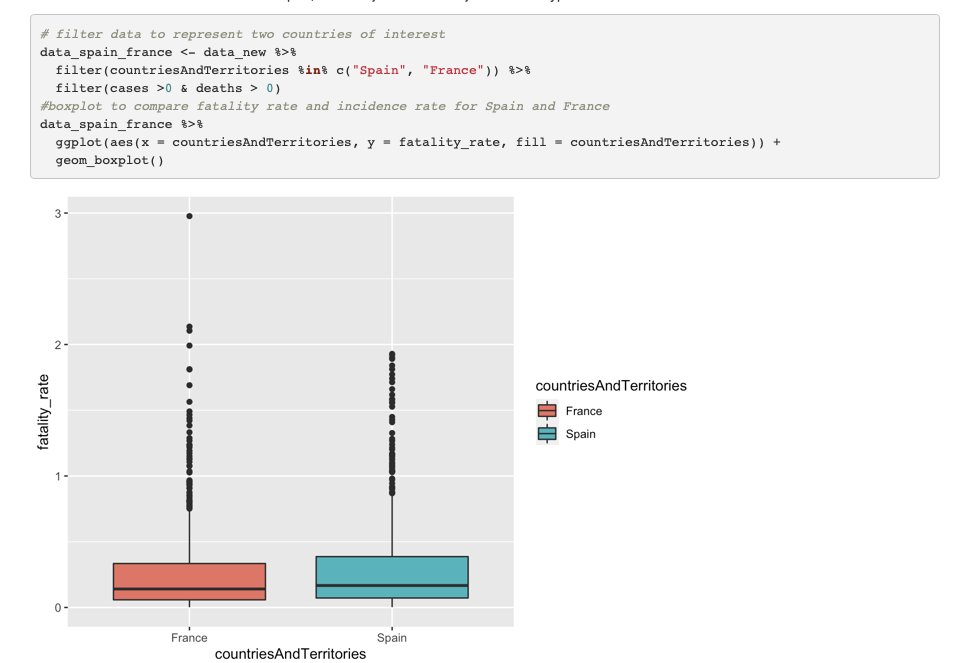 # filter data to represent two countries of interest
data_spain_france <- data_new %>%
  filter(countriesAndTerritories %in% c("Spain", "France")) %>%
  filter(cases >0 & deaths > 0)
#boxplot to compare fatality rate and incidence rate for Spain and France
data_spain_france %>%
  ggplot(aes(x = countriesAndTerritories, y = fatality_rate, fill = countriesAndTerritories)) +
  geom_boxplot()
3
2
1
0
fatality_rate
France
Spain
countriesAndTerritories
countriesAndTerritories
France
Spain